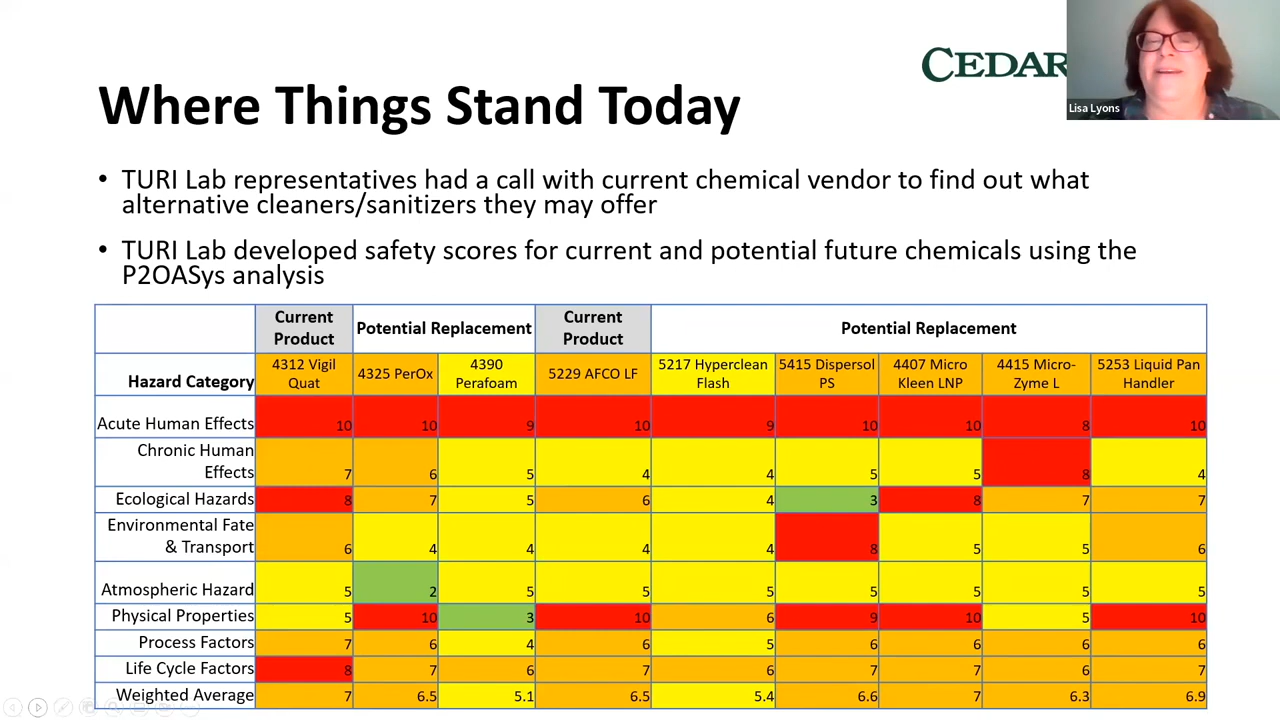 CEDAR
Lisa Lyons
Where Things Stand Today
• TURI Lab representatives had a call with current chemical vendor to find out what
alternative cleaners/sanitizers they may offer
• TURI Lab developed safety scores for current and potential future chemicals using the
P2OASys analysis
Current Product Potential Replacement Current Product Potential Replacement
Hazard Category 4312 Vigil Quat 4325 PerOx 4390 Perafoam 5229 AFCO LF 5217 Hyperclean Flash 5415 Dispersol PS 4407 Micro Kleen LNP 4415 Micro-Zyme L 5253 Liquid Pan Handler
Acute Human Effects 10 10 9 10 9 10 10 8 10
Chronic Human Effects 7 6 5 4 4 5 5 8 4
Ecological Hazards 8 7 5 6 4 3 8 7 7
Environmental Fate & Transport 6 4 4 4 4 8 5 5 6
Atmospheric Hazard 5 2 5 5 5 5 5 5 5
Physical Properties 5 10 3 10 6 9 10 5 10
Process Factors 7 6 4 6 5 6 6 6 6
Life Cycle Factors 8 7 6 7 6 7 7 6 7
Weighted Average 7 6.5 5.1 6.5 5.4 6.6 7 6.3 6.9